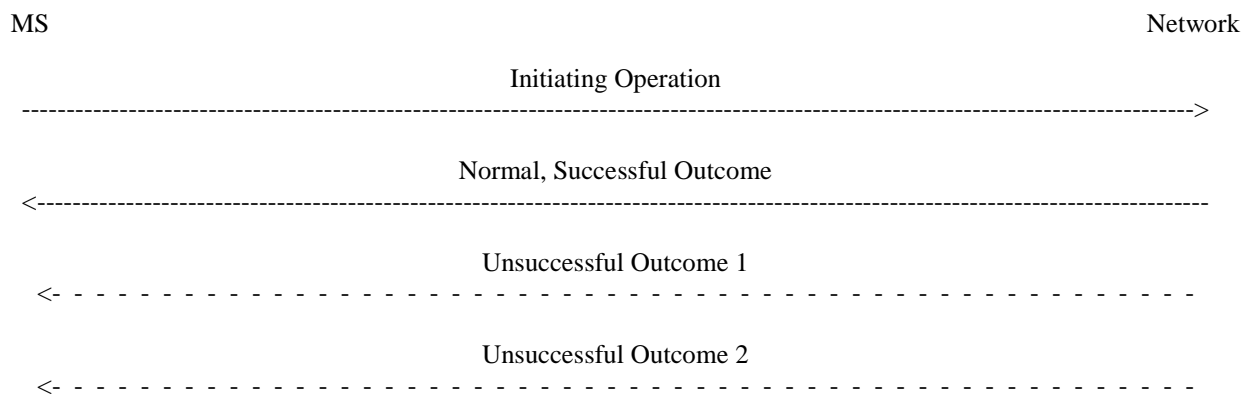 MS Network
Initiating Operation
Normal, Successful Outcome
Unsuccessful Outcome 1
Unsuccessful Outcome 2